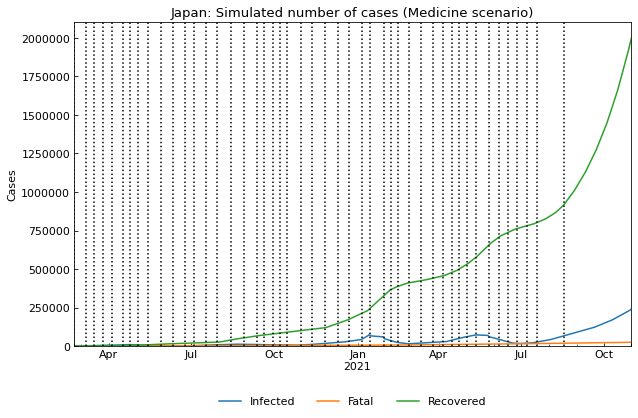 Japan: Simulated number of cases (Medicine scenario)
Cases
2000000
1750000
1500000
1250000
1000000
750000
500000
250000
0
Apr Jul Oct Jan Apr Jul Oct
2021
Infected Fatal Recovered